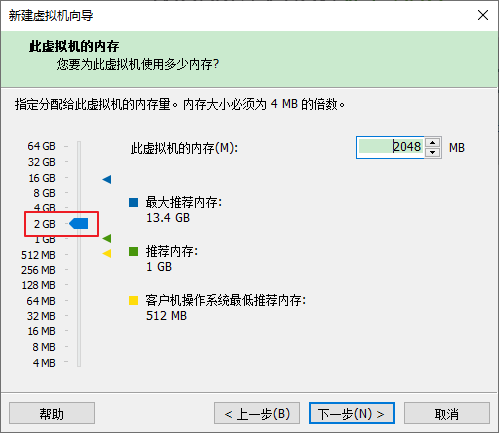 新建虚拟机向导
此虚拟机的内存
您要为此虚拟机使用多少内存?
指定分配给此虚拟机的内存量。内存大小必须为 4 MB 的倍数。
64 GB
32 GB
16 GB
8 GB
4 GB
2 GB
1 GB
512 MB
256 MB
128 MB
64 MB
32 MB
16 MB
8 MB
4 MB
此虚拟机的内存(M):
2048 MB
最大推荐内存:
13.4 GB
推荐内存:
1 GB
客户机操作系统最低推荐内存:
512 MB
帮助
< 上一步(B)
下一步(N) >
取消